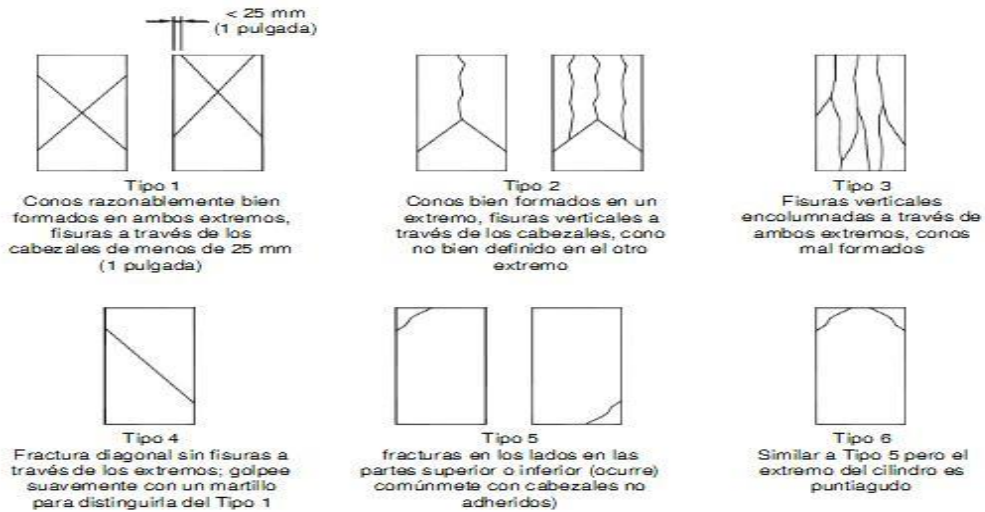 < 25 mm
(1 pulgada)
Tipo 1
Conos razonablemente bien
formados en ambos extremos,
fisuras a través de los
cabezales de menos de 25 mm
(1 pulgada)
Tipo 2
Conos bien formados en un
extremo, fisuras verticales a
través de los cabezales, cono
no bien definido en el otro
extremo
Tipo 3
Fisuras verticales
encolumnadas a través de
ambos extremos, conos
mal formados
Tipo 4
Fractura diagonal sin fisuras a
través de los extremos; golpee
suavemente con un martillo
para distinguirla del Tipo 1
Tipo 5
fracturas en los lados en las
partes superior o inferior (ocurre)
comúnmete con cabezales no
adheridos)
Tipo 6
Similar a Tipo 5 pero el
extremo del cilindro es
puntiagudo